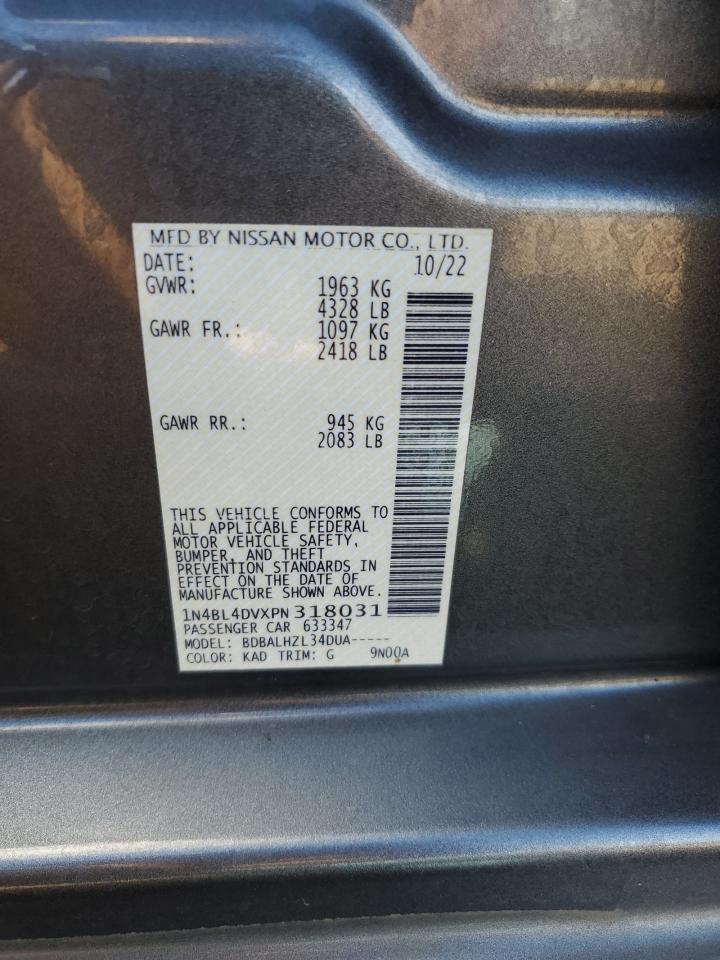 MFD BY NISSAN MOTOR CO., LTD.
DATE: 10/22
GVWR: 1963 KG
4328 LB
GAWR FR.: 1097 KG
2418 LB
GAWR RR.: 945 KG
2083 LB
THIS VEHICLE CONFORMS TO
ALL APPLICABLE FEDERAL
MOTOR VEHICLE SAFETY,
BUMPER, AND THEFT
PREVENTION STANDARDS IN
EFFECT ON THE DATE OF
MANUFACTURE SHOWN ABOVE.
1N4BL4DVXPN318031
PASSENGER CAR 633347
MODEL: BDBALHZL34DUA-----
COLOR: KAD TRIM: G 9N00A